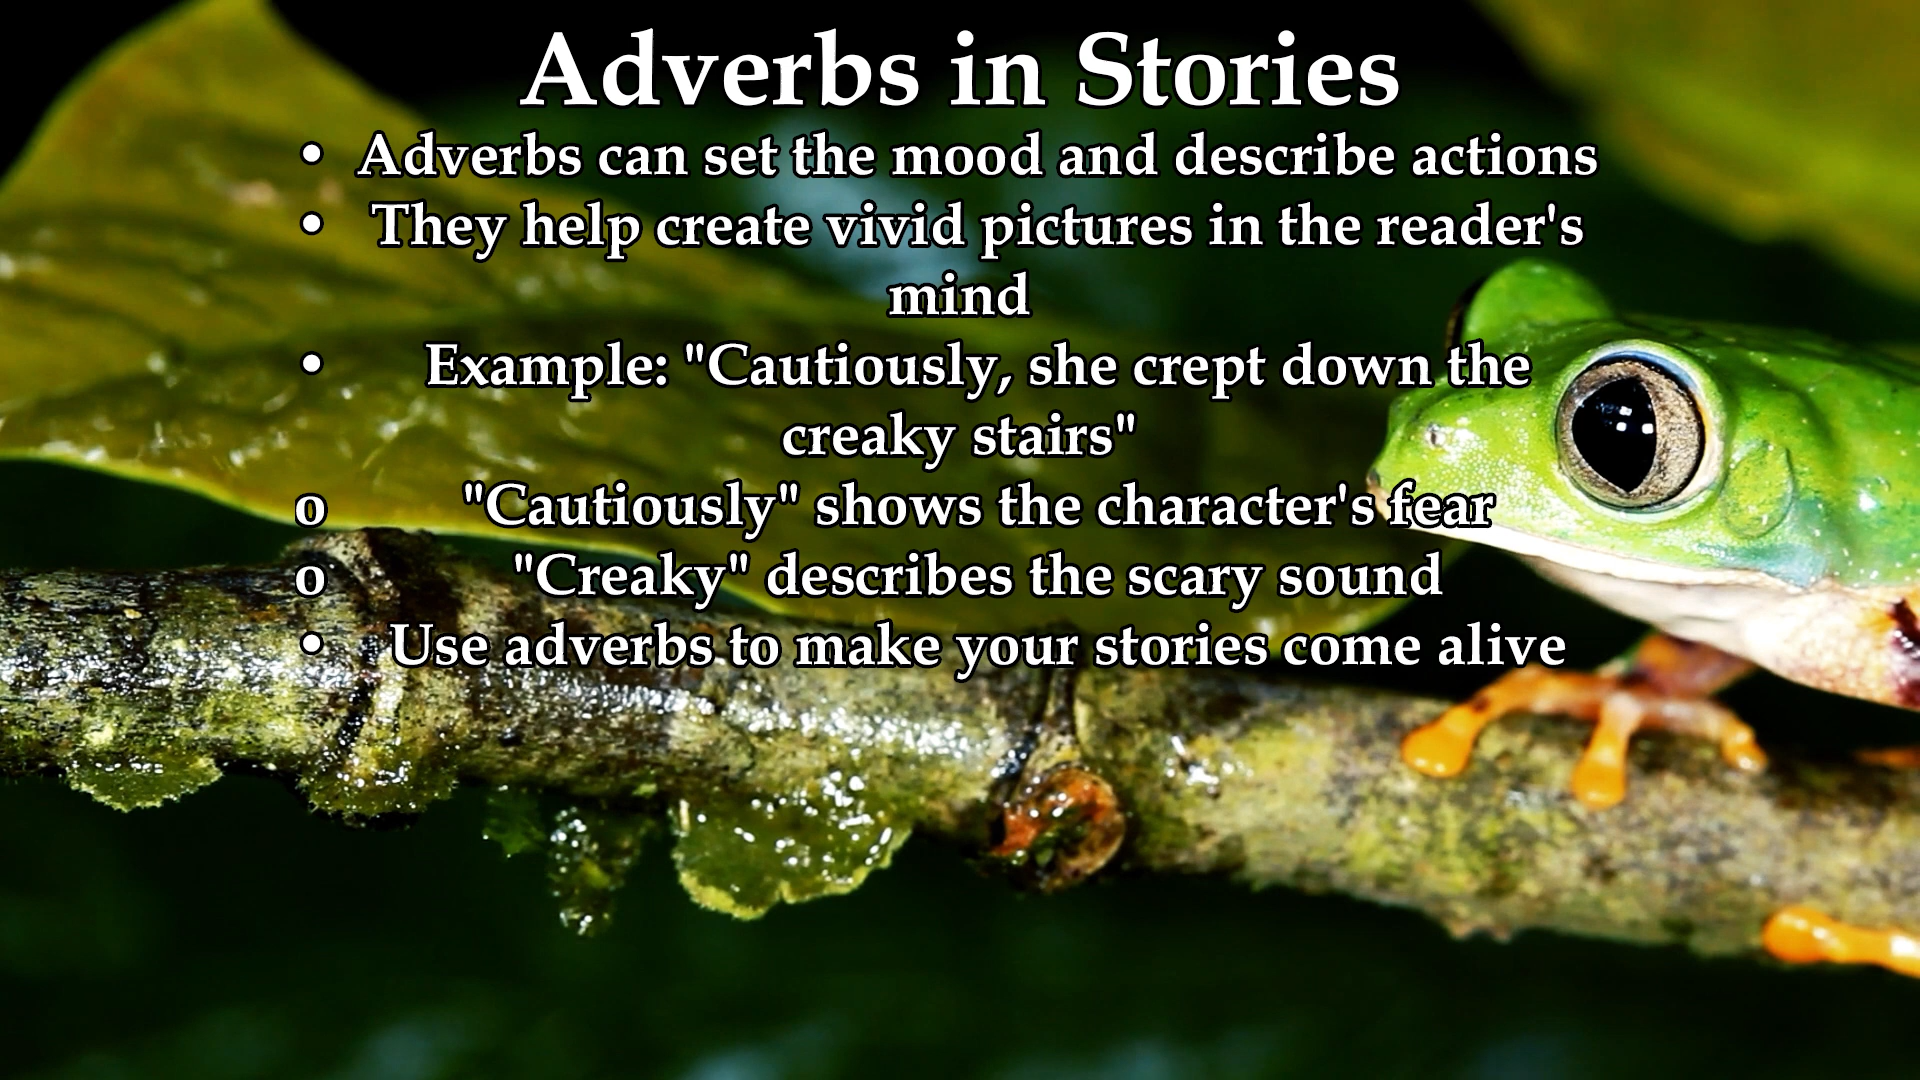 Adverbs in Stories
• Adverbs can set the mood and describe actions
• They help create vivid pictures in the reader's
mind
• Example: "Cautiously, she crept down the
creaky stairs"
o "Cautiously" shows the character's fear
o "Creaky" describes the scary sound
• Use adverbs to make your stories come alive